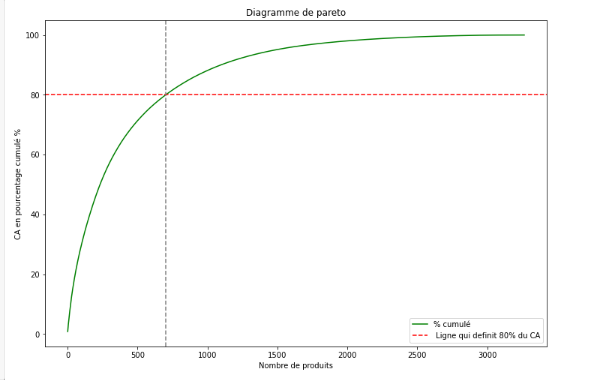 Diagramme de pareto
100
80
60
40
20
0
CA en pourcentage cumulé %
0 500 1000 1500 2000 2500 3000
Nombre de produits
% cumulé
Ligne qui definit 80% du CA